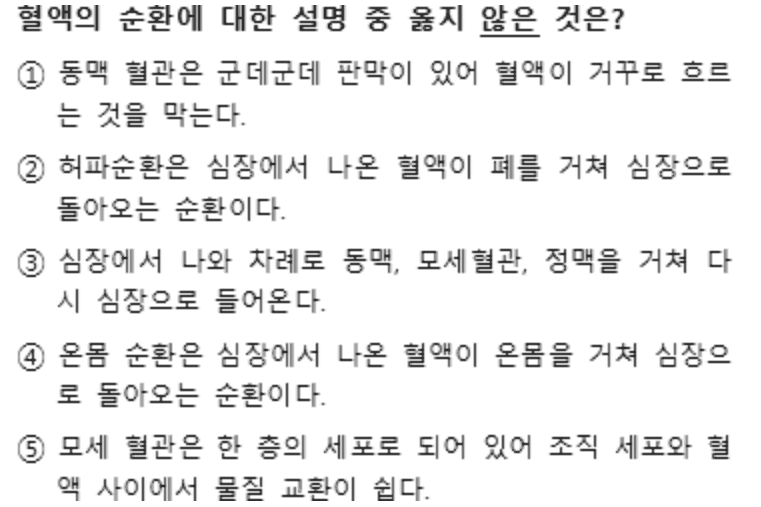 혈액의 순환에 대한 설명 중 옳지 않은 것은?
① 동맥 혈관은 군데군데 판막이 있어 혈액이 거꾸로 흐르
는 것을 막는다.
② 허파순환은 심장에서 나온 혈액이 폐를 거쳐 심장으로
돌아오는 순환이다.
③ 심장에서 나와 차례로 동맥, 모세혈관, 정맥을 거쳐 다
시 심장으로 들어온다.
④ 온몸 순환은 심장에서 나온 혈액이 온몸을 거쳐 심장으
로 돌아오는 순환이다.
⑤ 모세 혈관은 한 층의 세포로 되어 있어 조직 세포와 혈
액 사이에서 물질 교환이 쉽다.